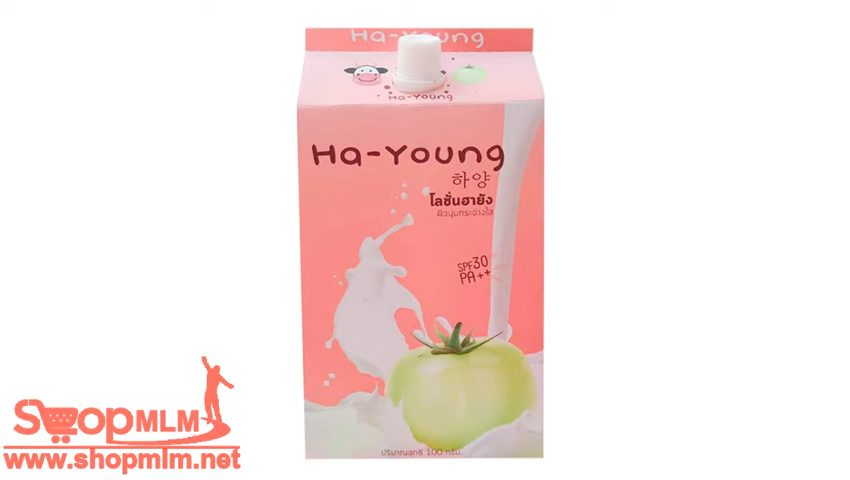 Ha-Young
Ha-Young
Ha-Young
하양
โลชั่นฮายัง
ผิวนุ่มกระจ่างใส
SPF30
PA++
ปริมาณสุทธิ 100 กรัม
SHOPMLM
www.shopmlm.net